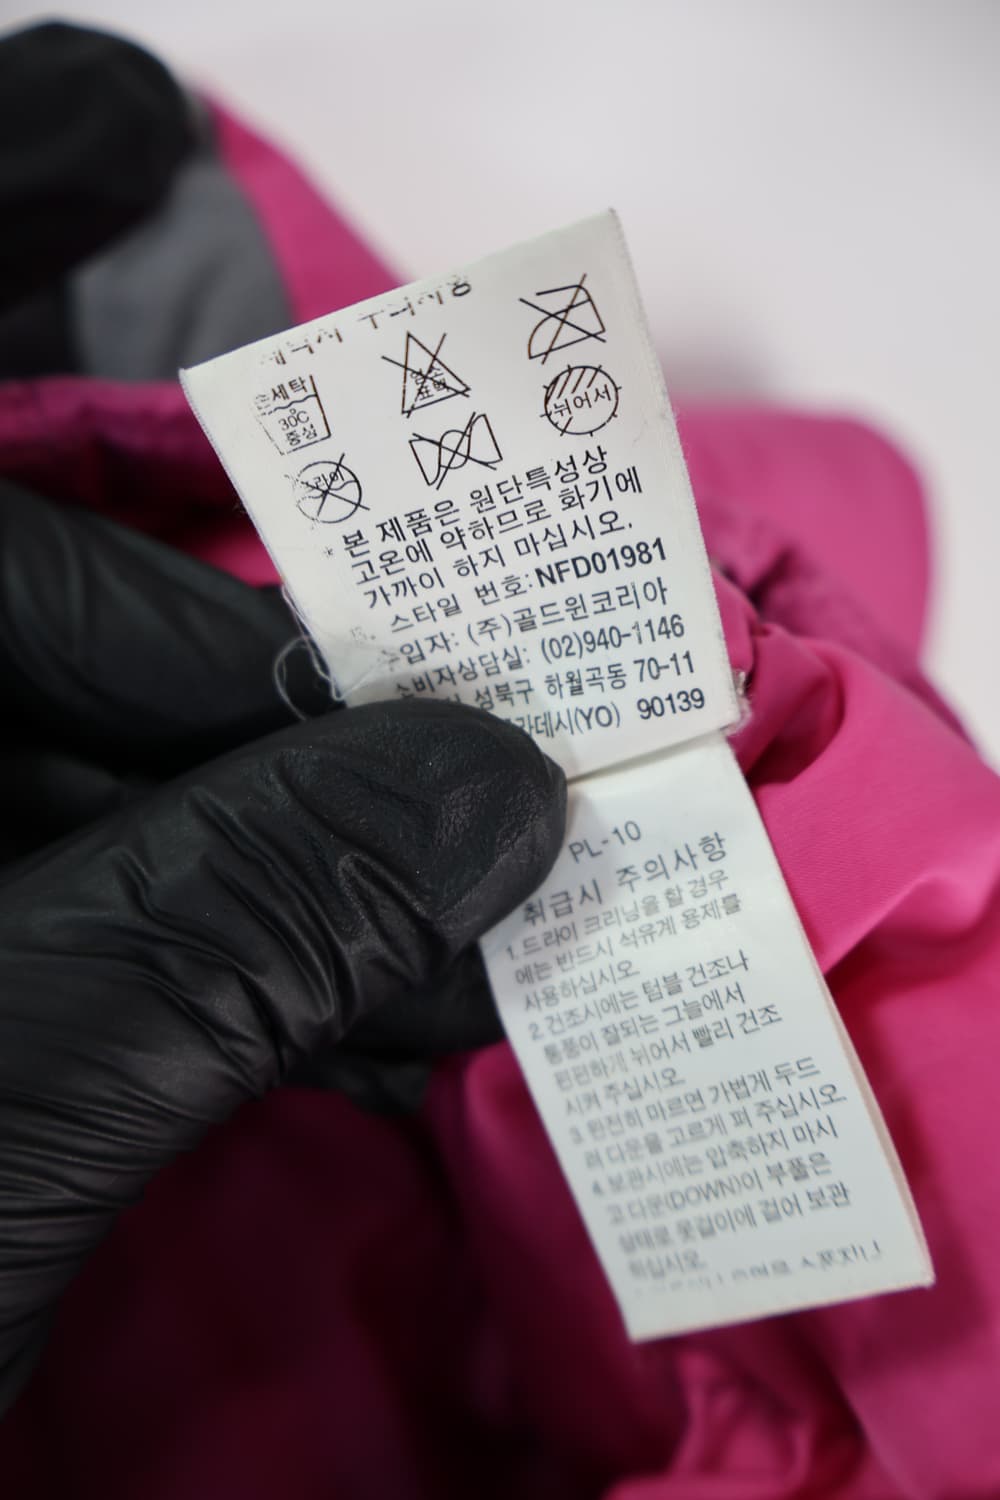 손세탁
30℃
중성
염소
표백
드라이
뉘어서
* 본 제품은 원단특성상
고온에 약하므로 화기에
가까이 하지 마십시오.
스타일 번호:NFD01981
수입자: (주)골드윈코리아
소비자상담실: (02)940-1146
성북구 하월곡동 70-11
(YO) 90139
PL-10
취급시 주의사항
1.드라이 크리닝을 할 경우
에는 반드시 석유계 용제를
사용하십시오
2.건조시에는 텀블 건조나
통풍이 잘되는 그늘에서
편편하게 뉘어서 빨리 건조
시켜 주십시오
3.완전히 마르면 가볍게 두드
려 다운을 고르게 펴 주십시오.
4.보관시에는 압축하지 마시
고 다운(DOWN)이 부풀은
상태로 옷걸이에 걸어 보관
하십시오.